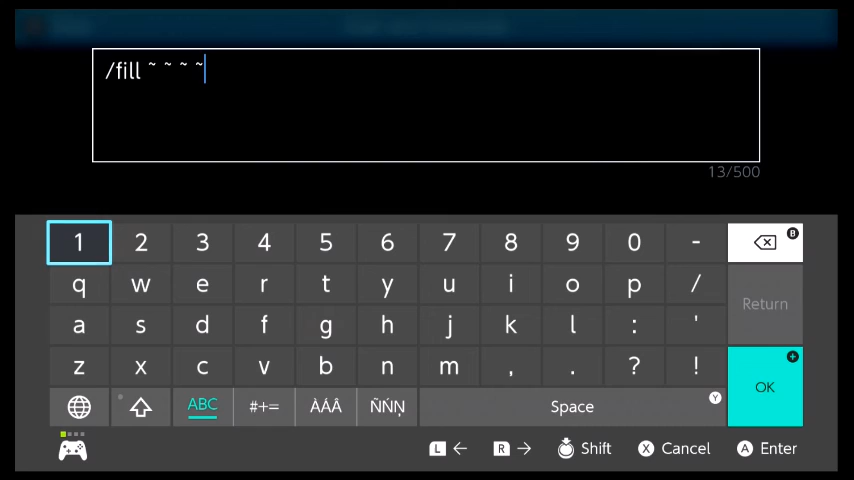 /fill ~ ~ ~ ~
13/500
1 2 3 4 5 6 7 8 9 0 -
q w e r t y u i o p /
Return
a s d f g h j k l : '
z x c v b n m , . ? !
OK
ABC #+= ÀÁÂ ÑŃŅ Space
L ← R → Shift X Cancel A Enter
B
+
Y